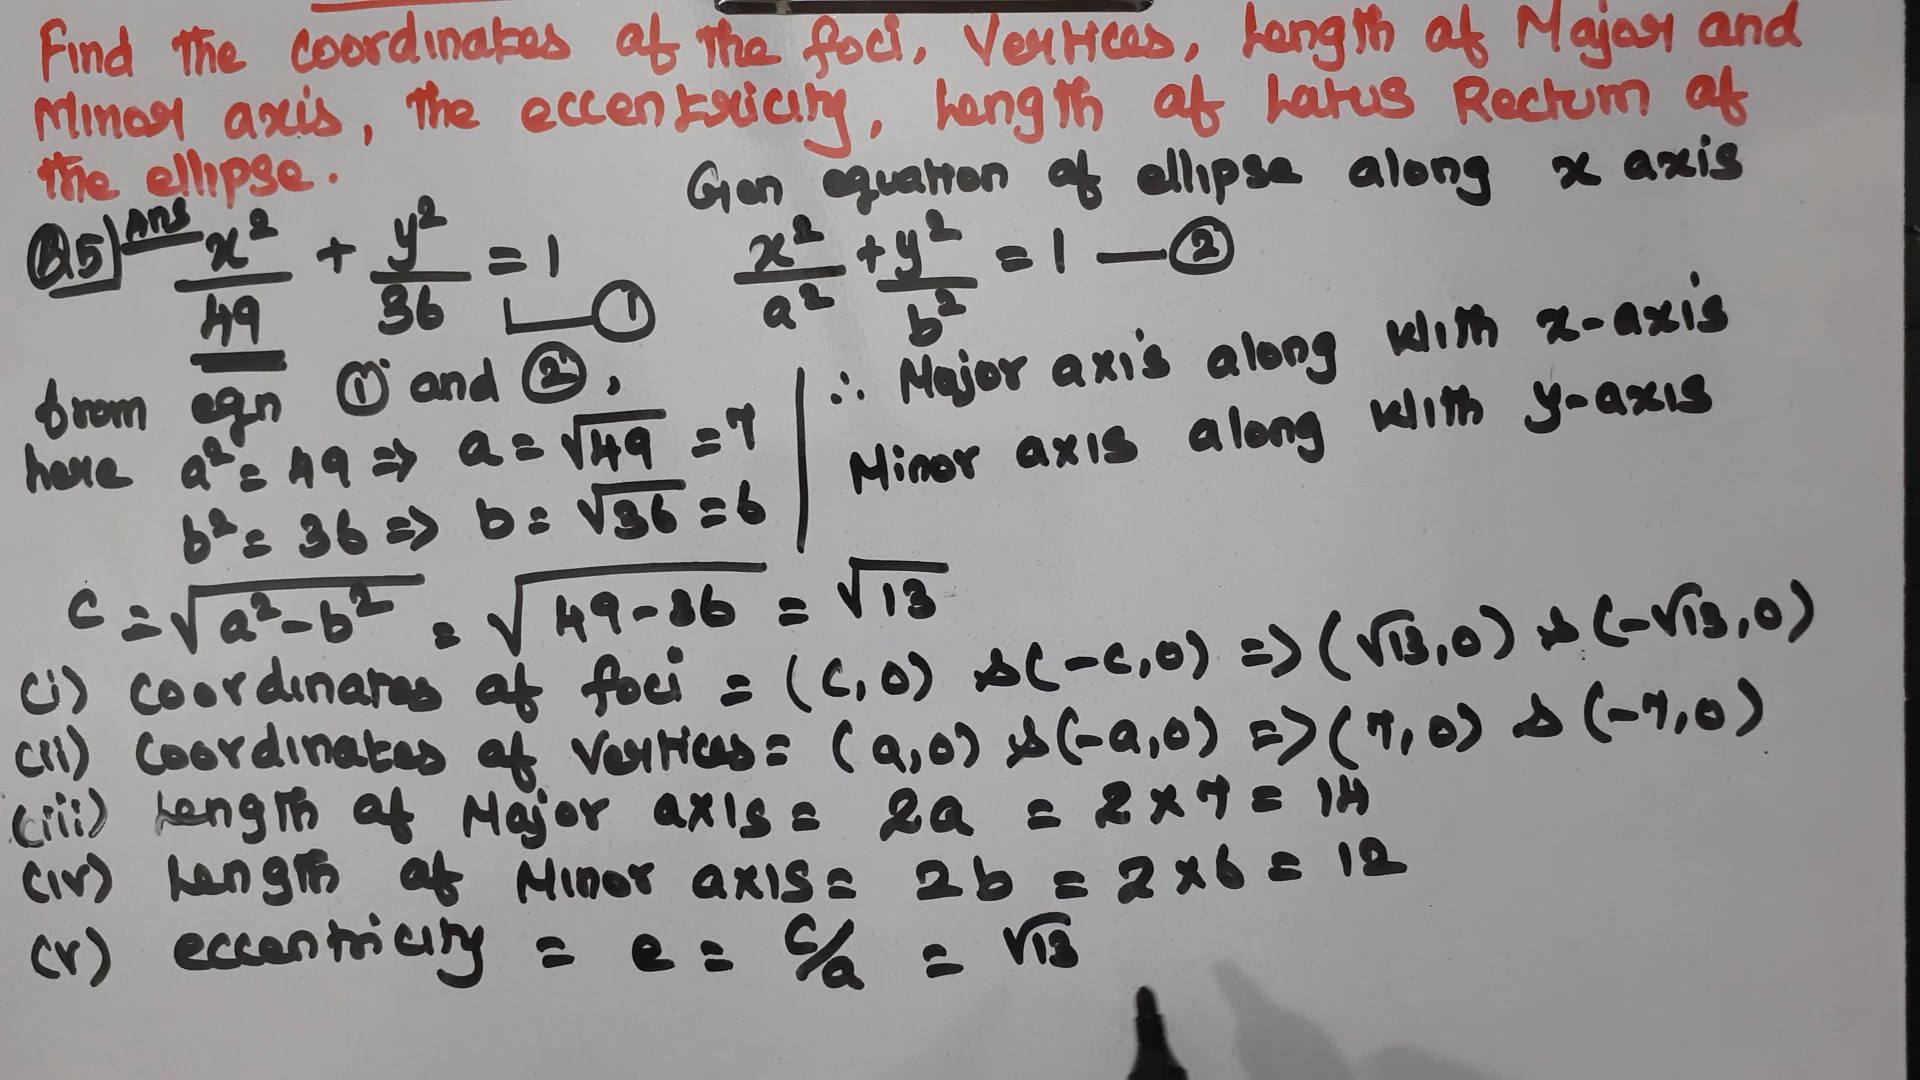 Find the coordinates of the foci, Vertices, Length of Major and
Minor axis, the eccentricity, Length of Latus Rectum of
the ellipse.
Gen equation of ellipse along x axis
Q5) Ans x²/49 + y²/36 = 1 — ①
x²/a² + y²/b² = 1 — ②
from eqn ① and ②,
here a² = 49 => a = √49 = 7
b² = 36 => b = √36 = 6
∴ Major axis along with x-axis
Minor axis along with y-axis
c = √a²-b² = √49-36 = √13
(i) coordinates of foci = (c,0) & (-c,0) => (√13,0) & (-√13,0)
(ii) coordinates of vertices = (a,0) & (-a,0) => (7,0) & (-7,0)
(iii) Length of Major axis = 2a = 2×7 = 14
(iv) Length of Minor axis = 2b = 2×6 = 12
(v) eccentricity = e = c/a = √13